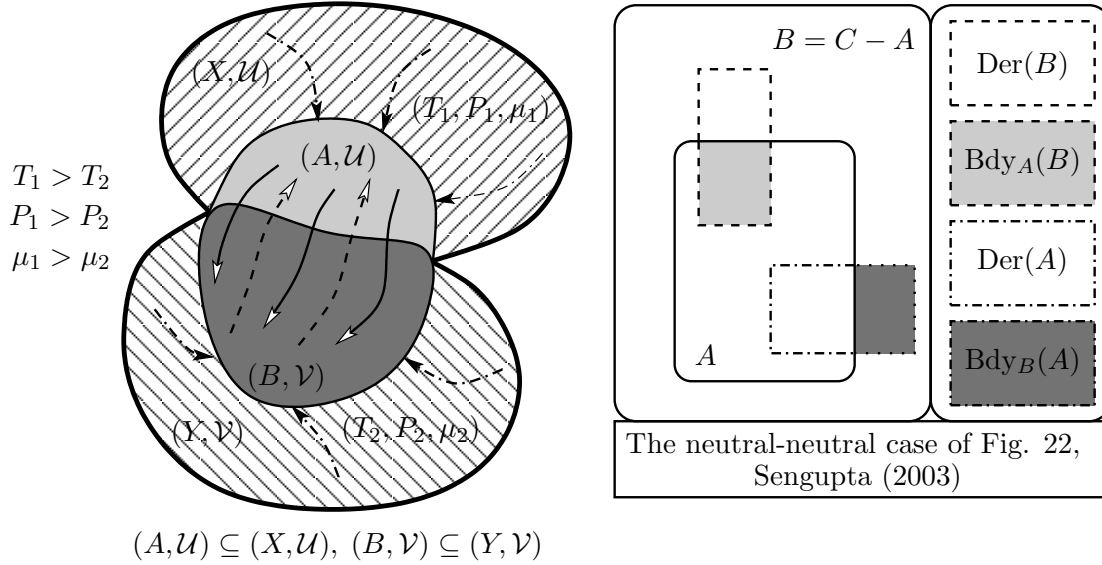 (X, 𝒰)
(T₁, P₁, μ₁)
(A, 𝒰)
T₁ > T₂
P₁ > P₂
μ₁ > μ₂
(B, 𝒱)
(Y, 𝒱)
(T₂, P₂, μ₂)
(A, 𝒰) ⊆ (X, 𝒰), (B, 𝒱) ⊆ (Y, 𝒱)
B = C − A
A
Der(B)
Bdy_A(B)
Der(A)
Bdy_B(A)
The neutral-neutral case of Fig. 22,
Sengupta (2003)